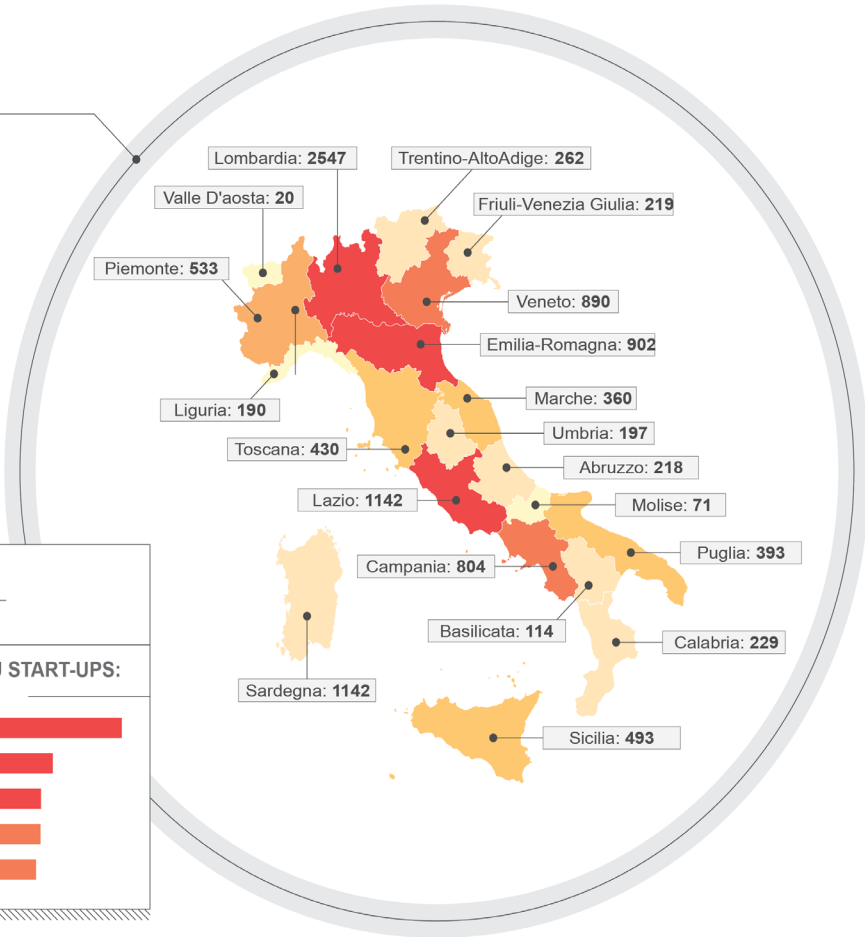 Lombardia: 2547
Trentino-AltoAdige: 262
Valle D'aosta: 20
Friuli-Venezia Giulia: 219
Piemonte: 533
Veneto: 890
Emilia-Romagna: 902
Marche: 360
Liguria: 190
Umbria: 197
Toscana: 430
Abruzzo: 218
Lazio: 1142
Molise: 71
Puglia: 393
Campania: 804
Basilicata: 114
Calabria: 229
START-UPS:
Sardegna: 1142
Sicilia: 493